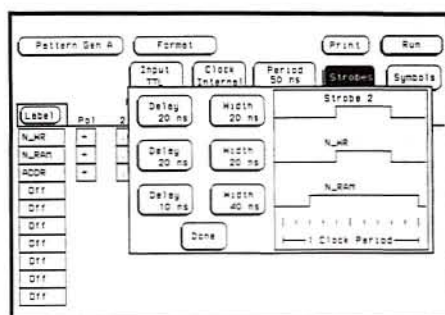 Pattern Gen A Format Print Run
Input TTL Clock Internal Period 50 ns Strobes Symbols
Label Pol 2
Delay 20 ns Width 20 ns Strobe 2
N_WR +
N_RAM +
ADDR +
Off
Off
Off
Off
Off
Off
Off
Delay 20 ns Width 20 ns N_WR
Delay 10 ns Width 40 ns N_RAM
Done
1 Clock Period